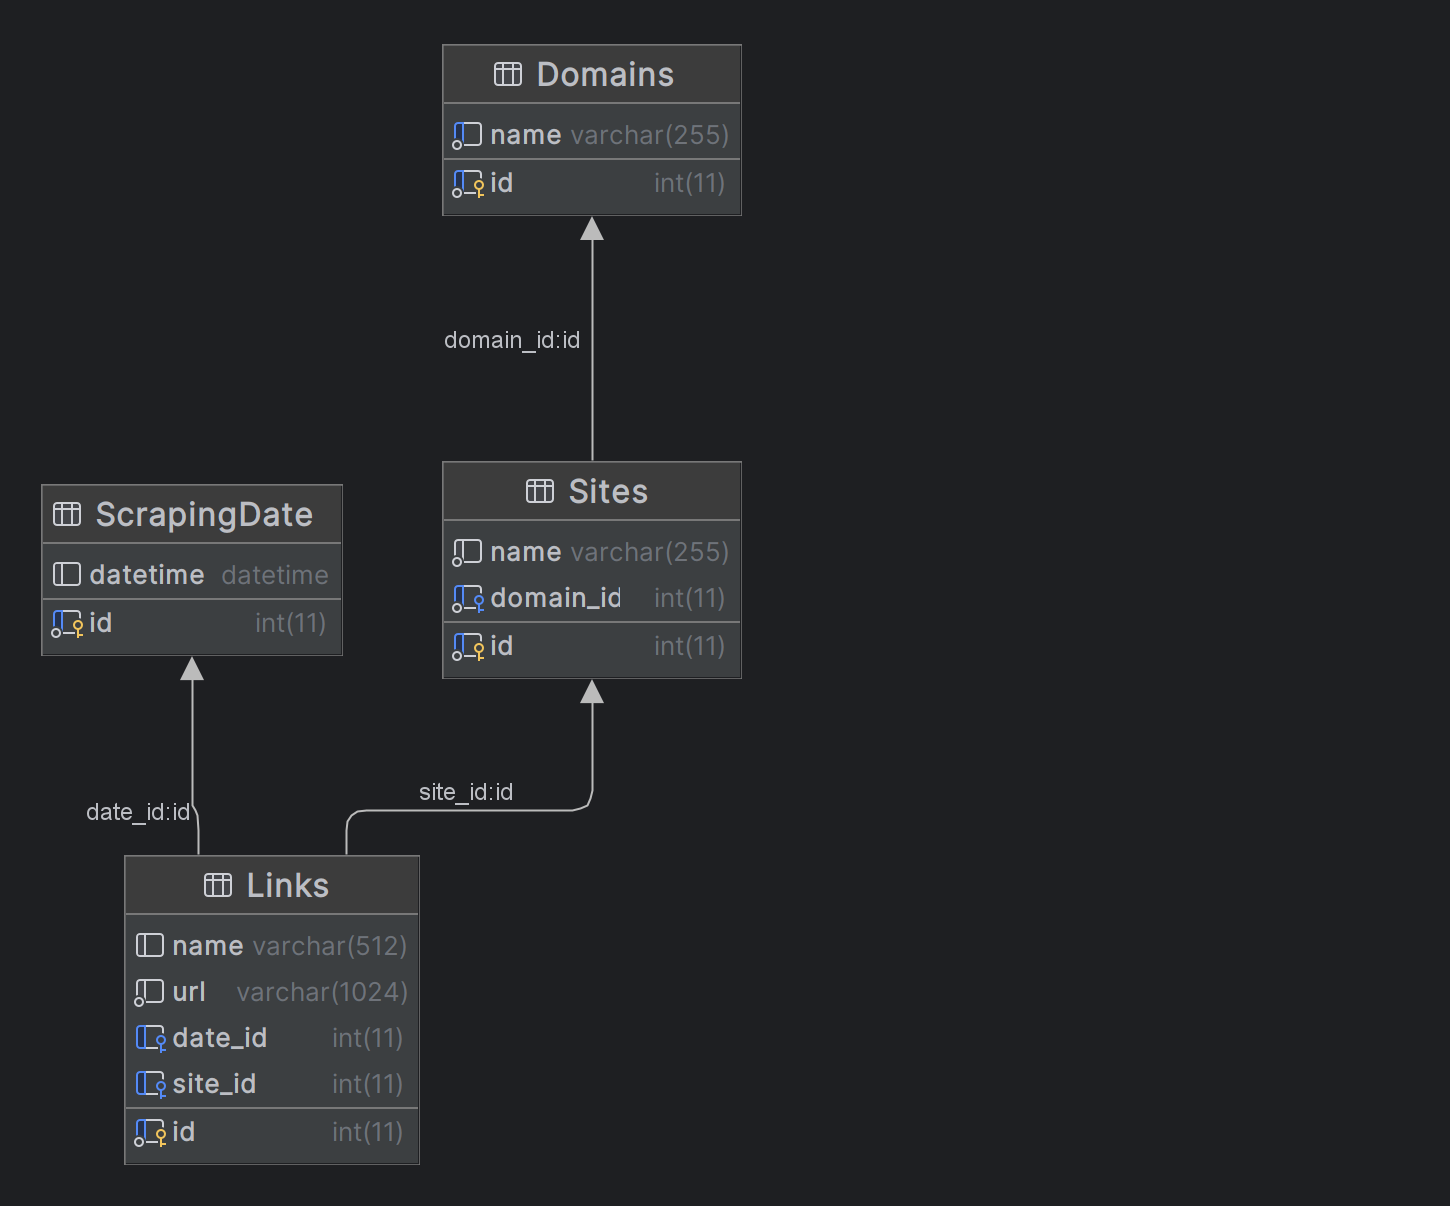 Domains
name varchar(255)
id int(11)
domain_id:id
Sites
name varchar(255)
domain_id int(11)
id int(11)
ScrapingDate
datetime datetime
id int(11)
date_id:id
site_id:id
Links
name varchar(512)
url varchar(1024)
date_id int(11)
site_id int(11)
id int(11)